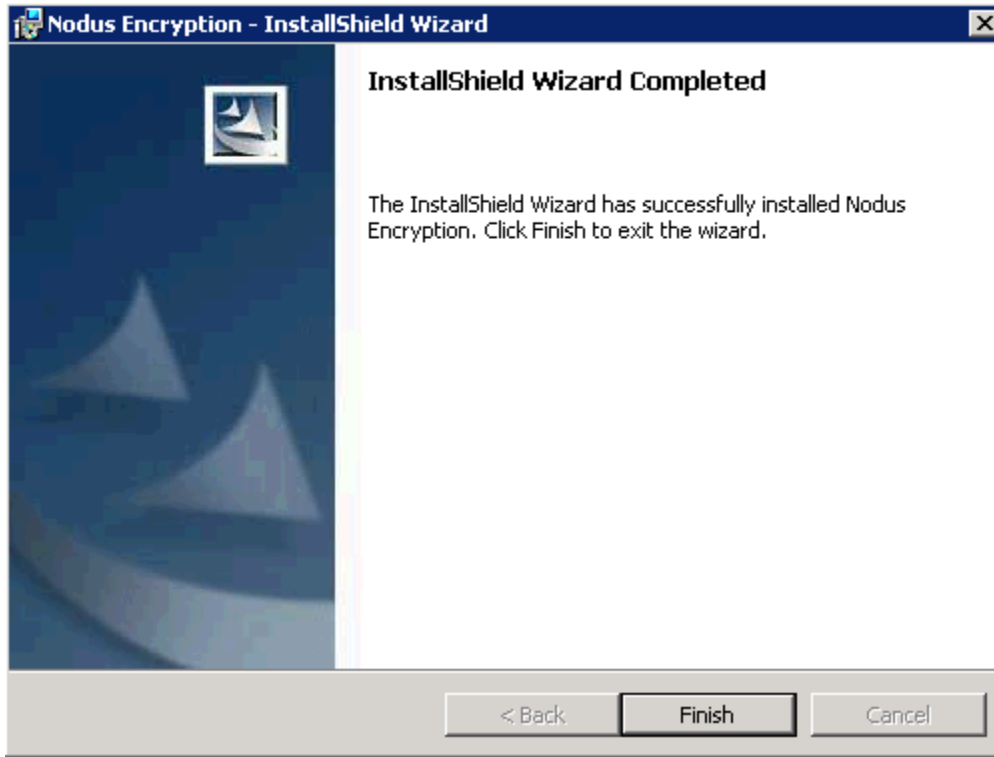 Nodus Encryption - InstallShield Wizard
InstallShield Wizard Completed
The InstallShield Wizard has successfully installed Nodus
Encryption. Click Finish to exit the wizard.
< Back
Finish
Cancel